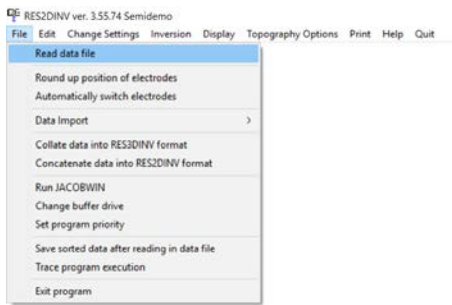 RES2DINV ver. 3.55.74 Semidemo
File Edit Change Settings Inversion Display Topography Options Print Help Quit
Read data file
Round up position of electrodes
Automatically switch electrodes
Data Import >
Collate data into RES3DINV format
Concatenate data into RES2DINV format
Run JACOBWIN
Change buffer drive
Set program priority
Save sorted data after reading in data file
Trace program execution
Exit program